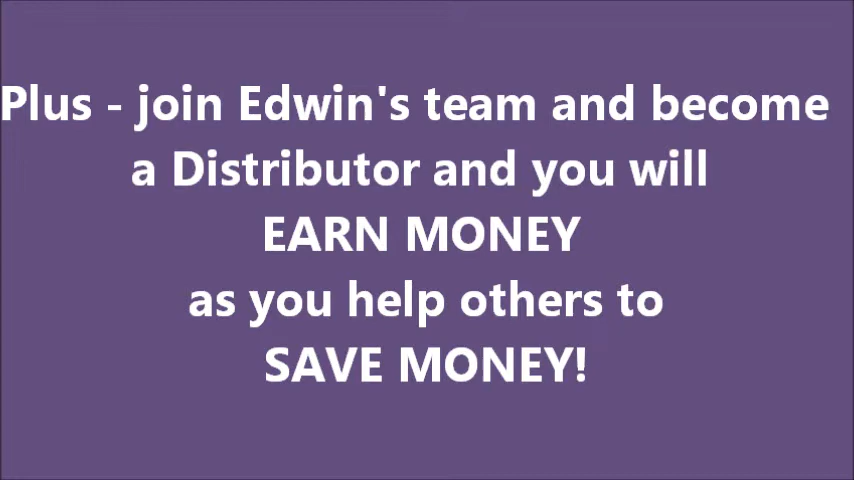 Plus - join Edwin's team and become
a Distributor and you will
EARN MONEY
as you help others to
SAVE MONEY!